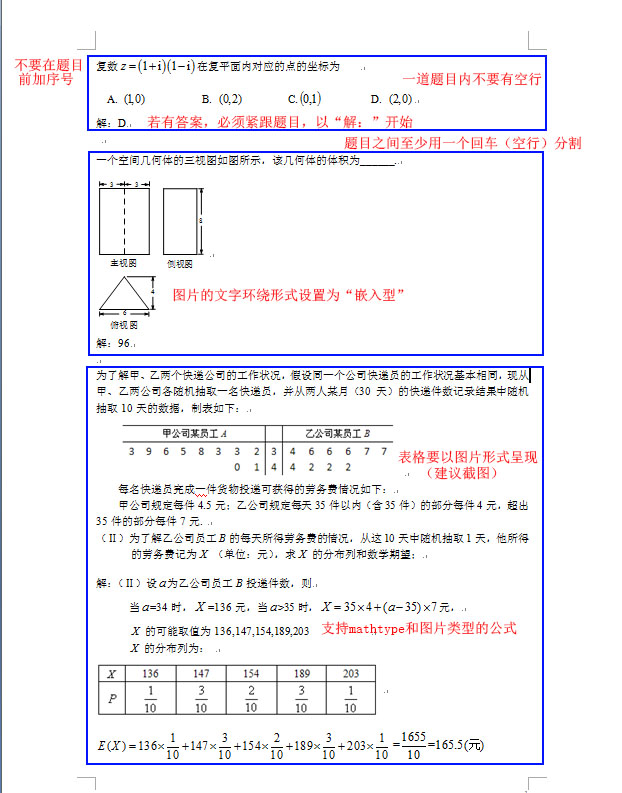 不要在题目
前加序号
复数 z = (1+i)(1−i) 在复平面内对应的点的坐标为
一道题目内不要有空行
A. (1,0) B. (0,2) C. (0,1) D. (2,0)
解: D. 若有答案，必须紧跟题目，以“解：”开始
题目之间至少用一个回车（空行）分割
一个空间几何体的三视图如图所示，该几何体的体积为______.
3 3
8
主视图 侧视图
4
图片的文字环绕形式设置为“嵌入型”
6
俯视图
解: 96.
为了解甲、乙两个快递公司的工作状况，假设同一个公司快递员的工作状况基本相同，现从
甲、乙两公司各随机抽取一名快递员，并从两人某月（30 天）的快递件数记录结果中随机
抽取 10 天的数据，制表如下：
甲公司某员工 A 乙公司某员工 B
3 9 6 5 8 3 3 2 3 4 6 6 6 7 7
0 1 4 4 2 2 2
表格要以图片形式呈现
（建议截图）
每名快递员完成一件货物投递可获得的劳务费情况如下：
甲公司规定每件 4.5 元；乙公司规定每天 35 件以内（含 35 件）的部分每件 4 元，超出
35 件的部分每件 7 元.
（II）为了解乙公司员工 B 的每天所得劳务费的情况，从这 10 天中随机抽取 1 天，他所得
的劳务费记为 X （单位：元），求 X 的分布列和数学期望；
解:（II）设 a 为乙公司员工 B 投递件数，则
当 a=34 时， X =136 元，当 a>35 时， X = 35×4+(a−35)×7 元，
X 的可能取值为 136,147,154,189,203 支持mathtype和图片类型的公式
X 的分布列为：
X 136 147 154 189 203
P 1/10 3/10 2/10 3/10 1/10
E(X) = 136×1/10+147×3/10+154×2/10+189×3/10+203×1/10 =1655/10=165.5(元)